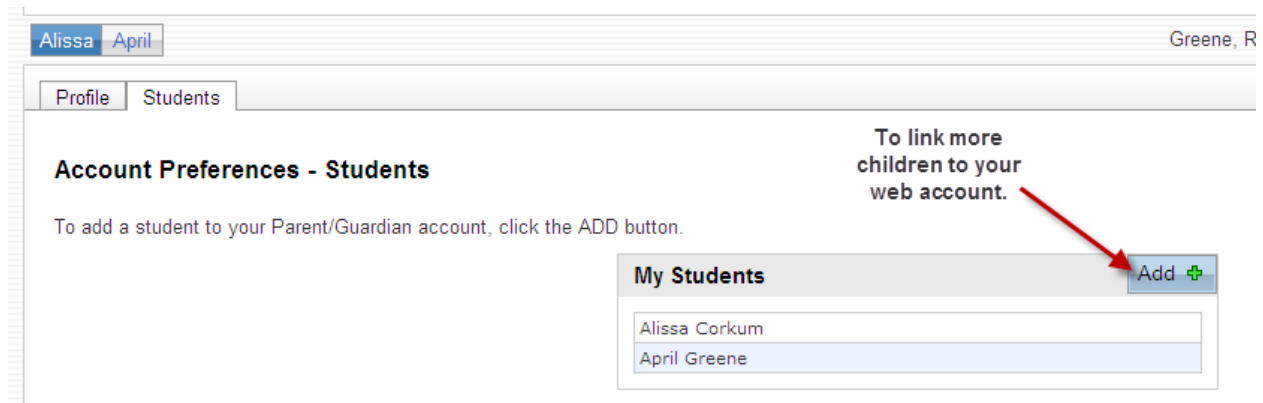 Alissa April
Greene, R
Profile Students
To link more
children to your
web account.
Account Preferences - Students
To add a student to your Parent/Guardian account, click the ADD button.
My Students Add
Alissa Corkum
April Greene